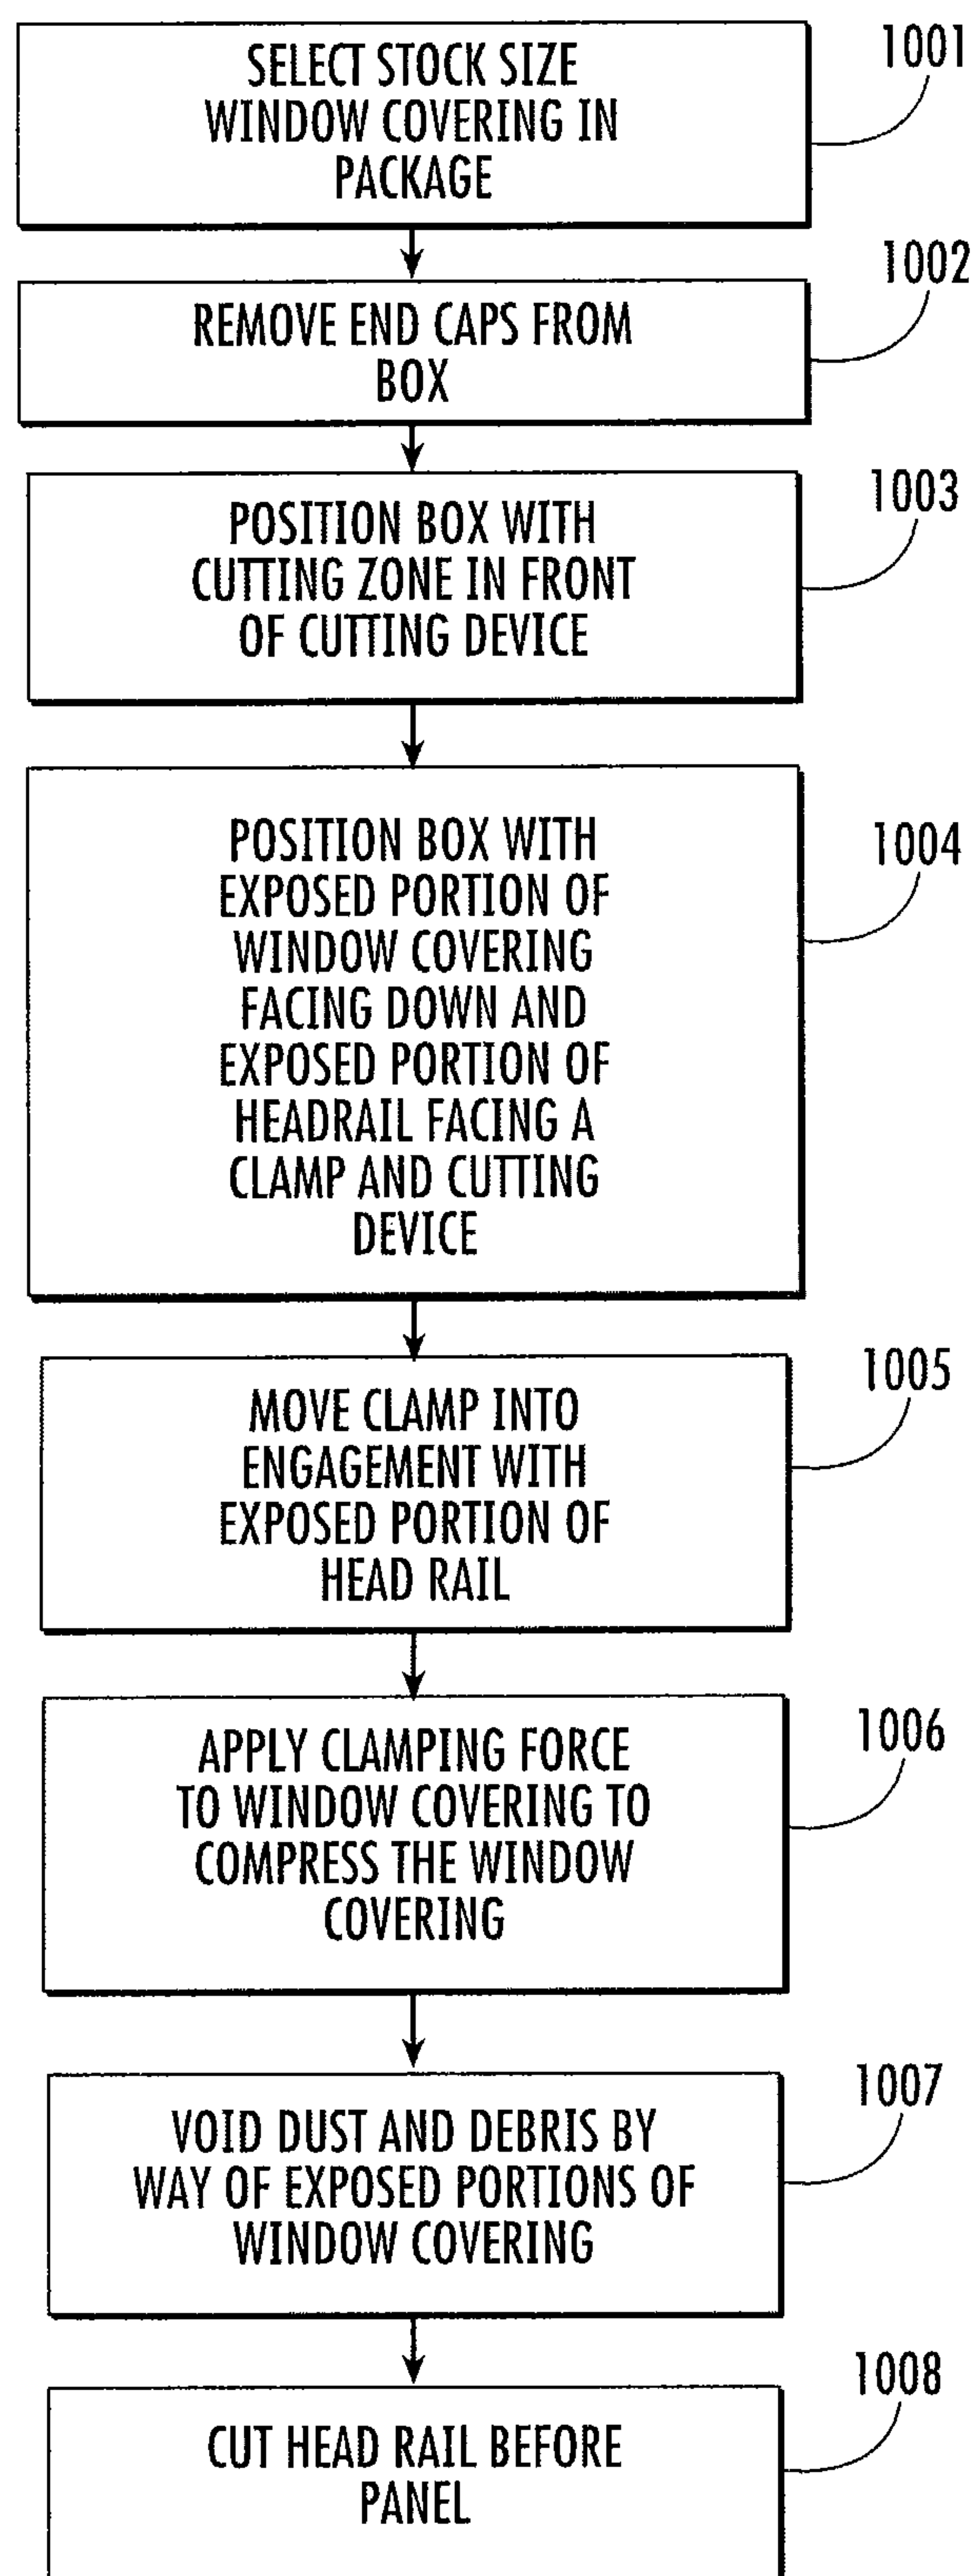 SELECT STOCK SIZE
WINDOW COVERING IN
PACKAGE
1001
REMOVE END CAPS FROM
BOX
1002
POSITION BOX WITH
CUTTING ZONE IN FRONT
OF CUTTING DEVICE
1003
POSITION BOX WITH
EXPOSED PORTION OF
WINDOW COVERING
FACING DOWN AND
EXPOSED PORTION OF
HEADRAIL FACING A
CLAMP AND CUTTING
DEVICE
1004
MOVE CLAMP INTO
ENGAGEMENT WITH
EXPOSED PORTION OF
HEAD RAIL
1005
APPLY CLAMPING FORCE
TO WINDOW COVERING TO
COMPRESS THE WINDOW
COVERING
1006
VOID DUST AND DEBRIS BY
WAY OF EXPOSED PORTIONS OF
WINDOW COVERING
1007
CUT HEAD RAIL BEFORE
PANEL
1008